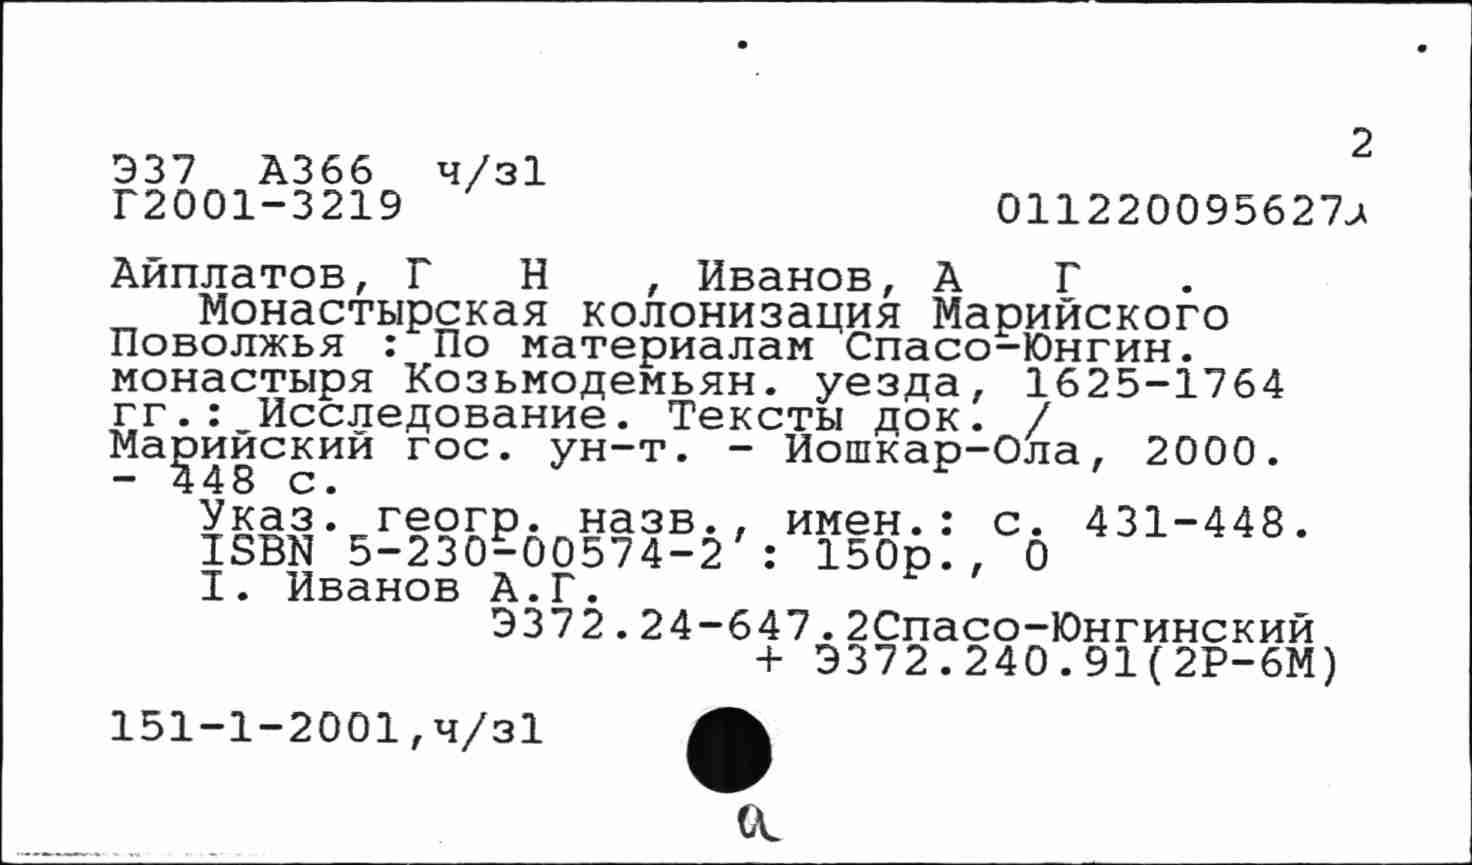 2
Э37 А366 ч/з1
Г2001-3219 011220095627л
Айплатов, Г Н , Иванов, А Г .
Монастырская колонизация Марийского
Поволжья : По материалам Спасо-Юнгин.
монастыря Козьмодемьян. уезда, 1625-1764
гг.: Исследование. Тексты док. /
Марийский гос. ун-т. - Йошкар-Ола, 2000.
- 448 с.
Указ. геогр. назв., имен.: с. 431-448.
ISBN 5-230-00574-2 : 150р., 0
I. Иванов А.Г.
Э372.24-647.2Спасо-Юнгинский
+ Э372.240.91(2Р-6М)
151-1-2001,ч/з1
а